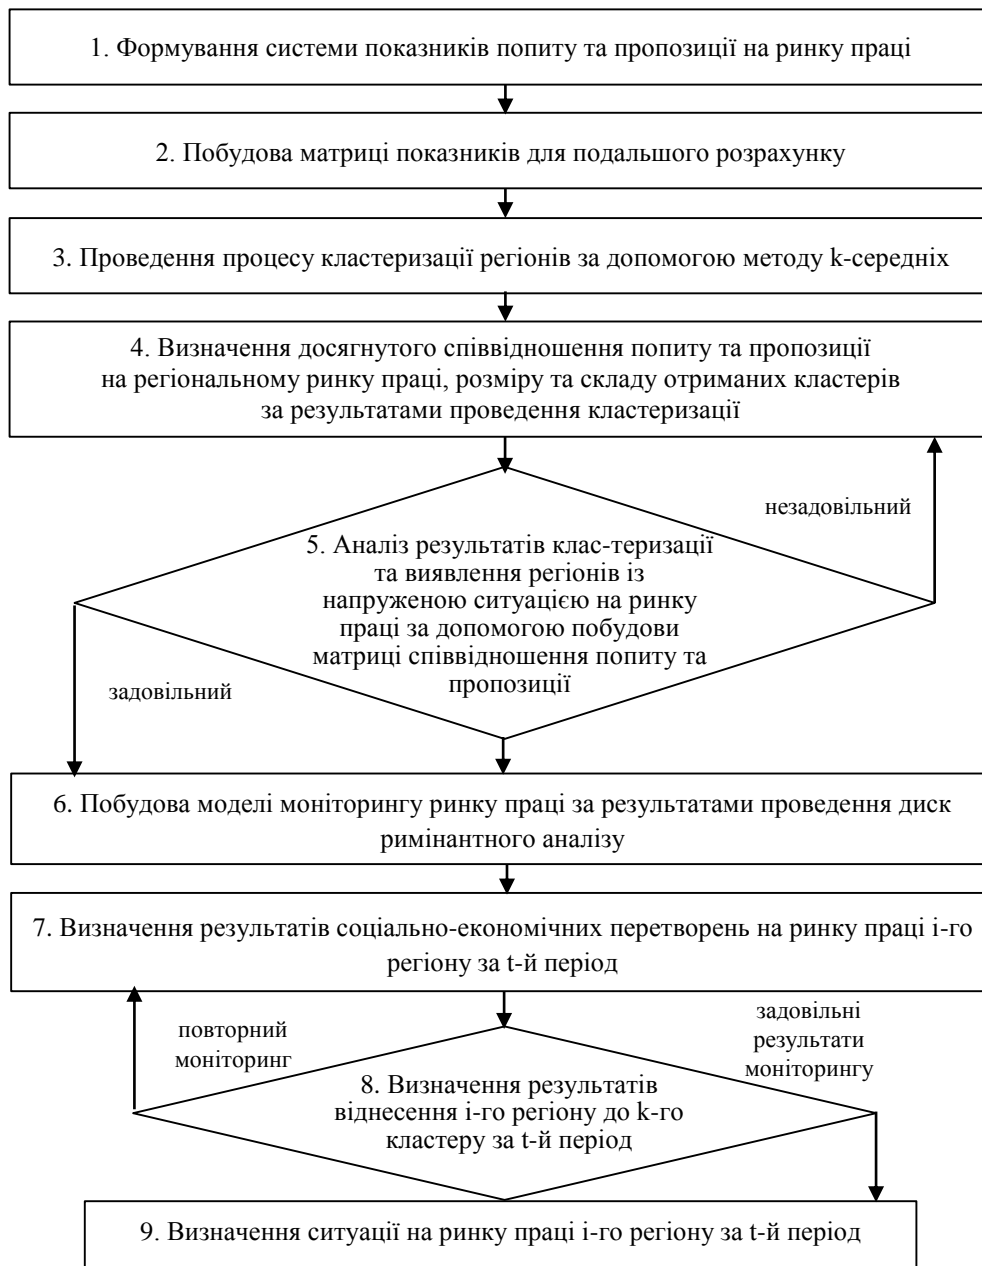 1. Формування системи показників попиту та пропозиції на ринку праці
2. Побудова матриці показників для подальшого розрахунку
3. Проведення процесу кластеризації регіонів за допомогою методу k-середніх
4. Визначення досягнутого співвідношення попиту та пропозиції
на регіональному ринку праці, розміру та складу отриманих кластерів
за результатами проведення кластеризації
незадовільний
5. Аналіз результатів клас-теризації
та виявлення регіонів із
напруженою ситуацією на ринку
праці за допомогою побудови
матриці співвідношення попиту та
пропозиції
задовільний
6. Побудова моделі моніторингу ринку праці за результатами проведення диск
римінантного аналізу
7. Визначення результатів соціально-економічних перетворень на ринку праці i-го
регіону за t-й період
повторний
моніторинг
задовільні
результати
моніторингу
8. Визначення результатів
віднесення i-го регіону до k-го
кластеру за t-й період
9. Визначення ситуації на ринку праці i-го регіону за t-й період